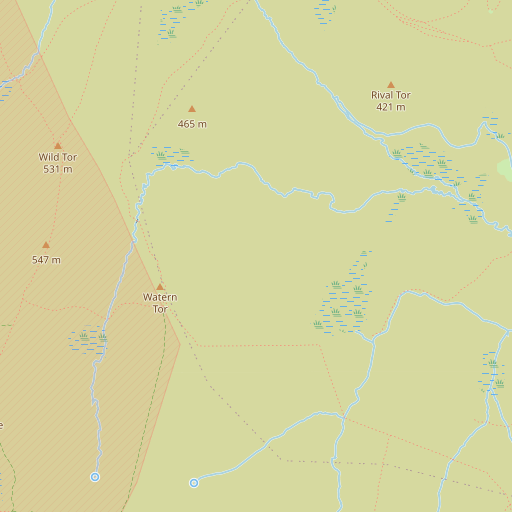 Rival Tor
421 m
465 m
Wild Tor
531 m
547 m
Watern
Tor
e